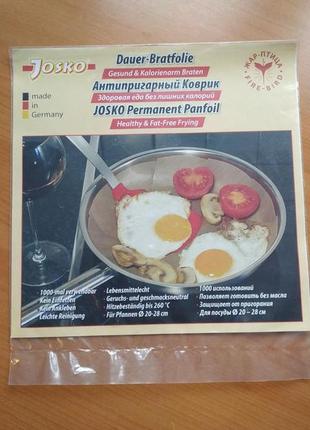 JOSKO
made
in
Germany
Dauer-Bratfolie
Gesund & Kalorienarm Braten
Антипригарный Коврик
Здоровая еда без лишних калорий
JOSKO Permanent Panfoil
Healthy & Fat-Free Frying
ЖАР-ПТИЦА
FIRE-BIRD
· 1000-mal verwendbar
· Kein Einfetten
· Kein Ankleben
· Leichte Reinigung
· Lebensmittelecht
· Geruchs- und geschmacksneutral
· Hitzebeständig bis 260°C
· Für Pfannen Ø 20-28 cm
· 1000 использований
· Позволяет готовить без масла
· Защищает от пригорания
· Для посуды Ø 20 – 28 см